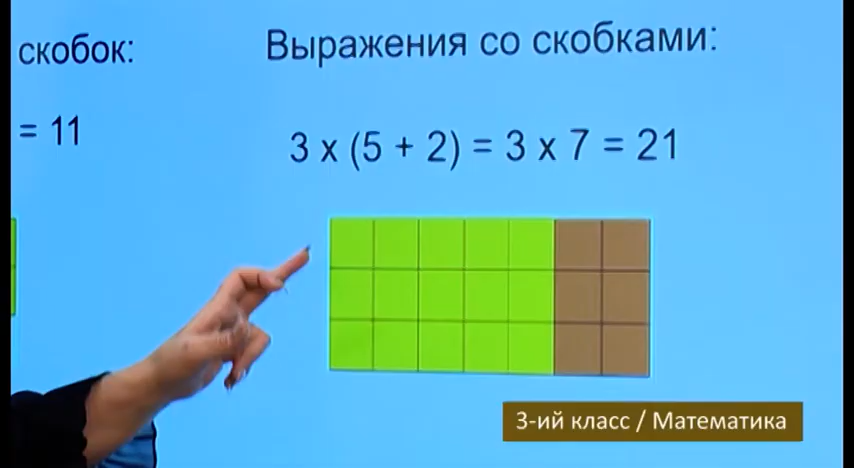 скобок:
= 11
Выражения со скобками:
3 x (5 + 2) = 3 x 7 = 21
3-ий класс / Математика